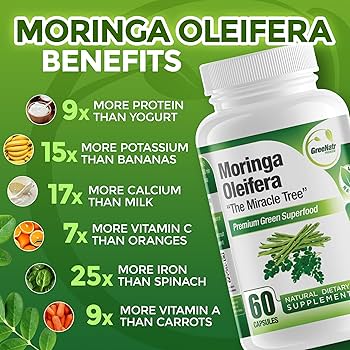 MORINGA OLEIFERA
BENEFITS
9x MORE PROTEIN
THAN YOGURT
15x MORE POTASSIUM
THAN BANANAS
17x MORE CALCIUM
THAN MILK
7x MORE VITAMIN C
THAN ORANGES
25x MORE IRON
THAN SPINACH
9x MORE VITAMIN A
THAN CARROTS
GreeNatr
Moringa
Oleifera
"The Miracle Tree"
Premium Green Superfood
60
CAPSULES
NATURAL DIETARY
SUPPLEMENT